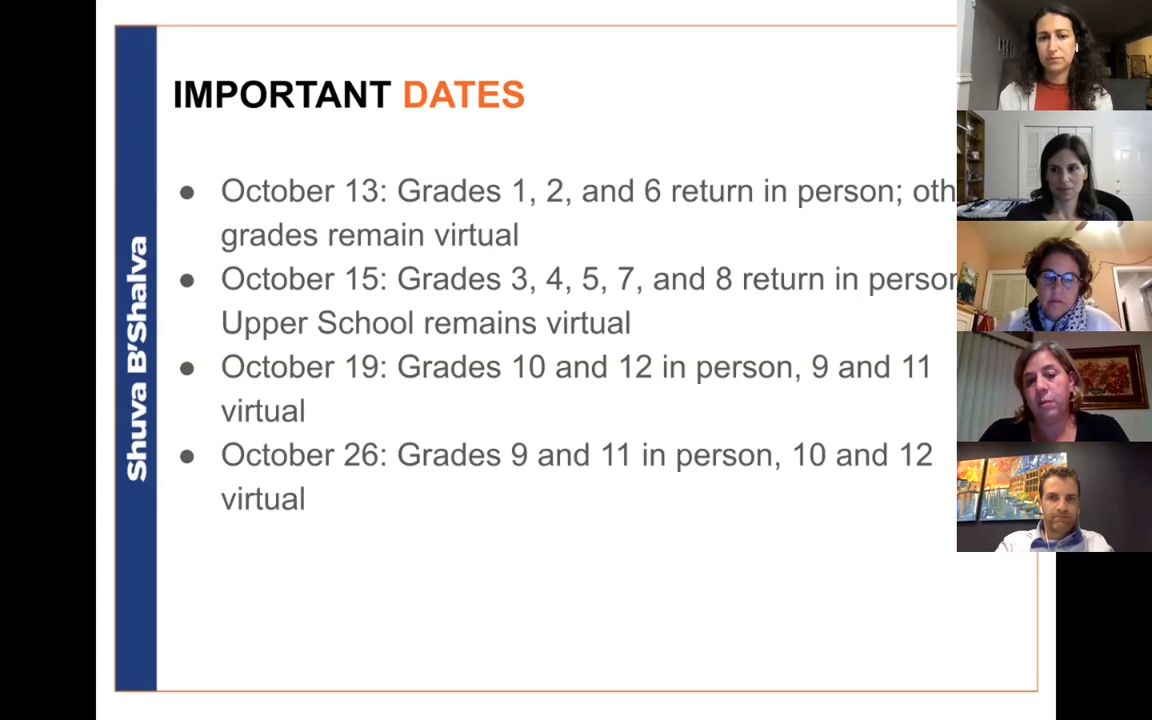 IMPORTANT DATES
● October 13: Grades 1, 2, and 6 return in person;
grades remain virtual
● October 15: Grades 3, 4, 5, 7, and 8 return in
Upper School remains virtual
● October 19: Grades 10 and 12 in person, 9 and 11
virtual
● October 26: Grades 9 and 11 in person, 10 and 12
virtual
Shuva B'Shalva